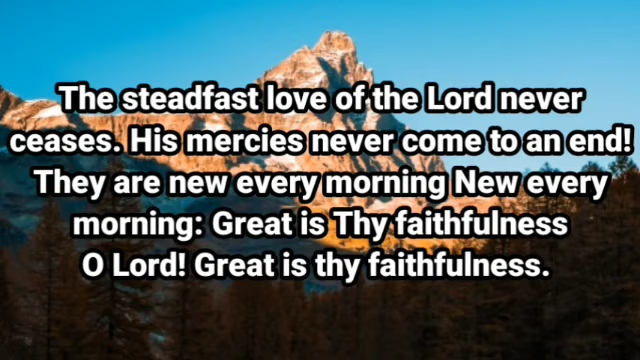 The steadfast love of the Lord never
ceases. His mercies never come to an end!
They are new every morning New every
morning: Great is Thy faithfulness
O Lord! Great is thy faithfulness.